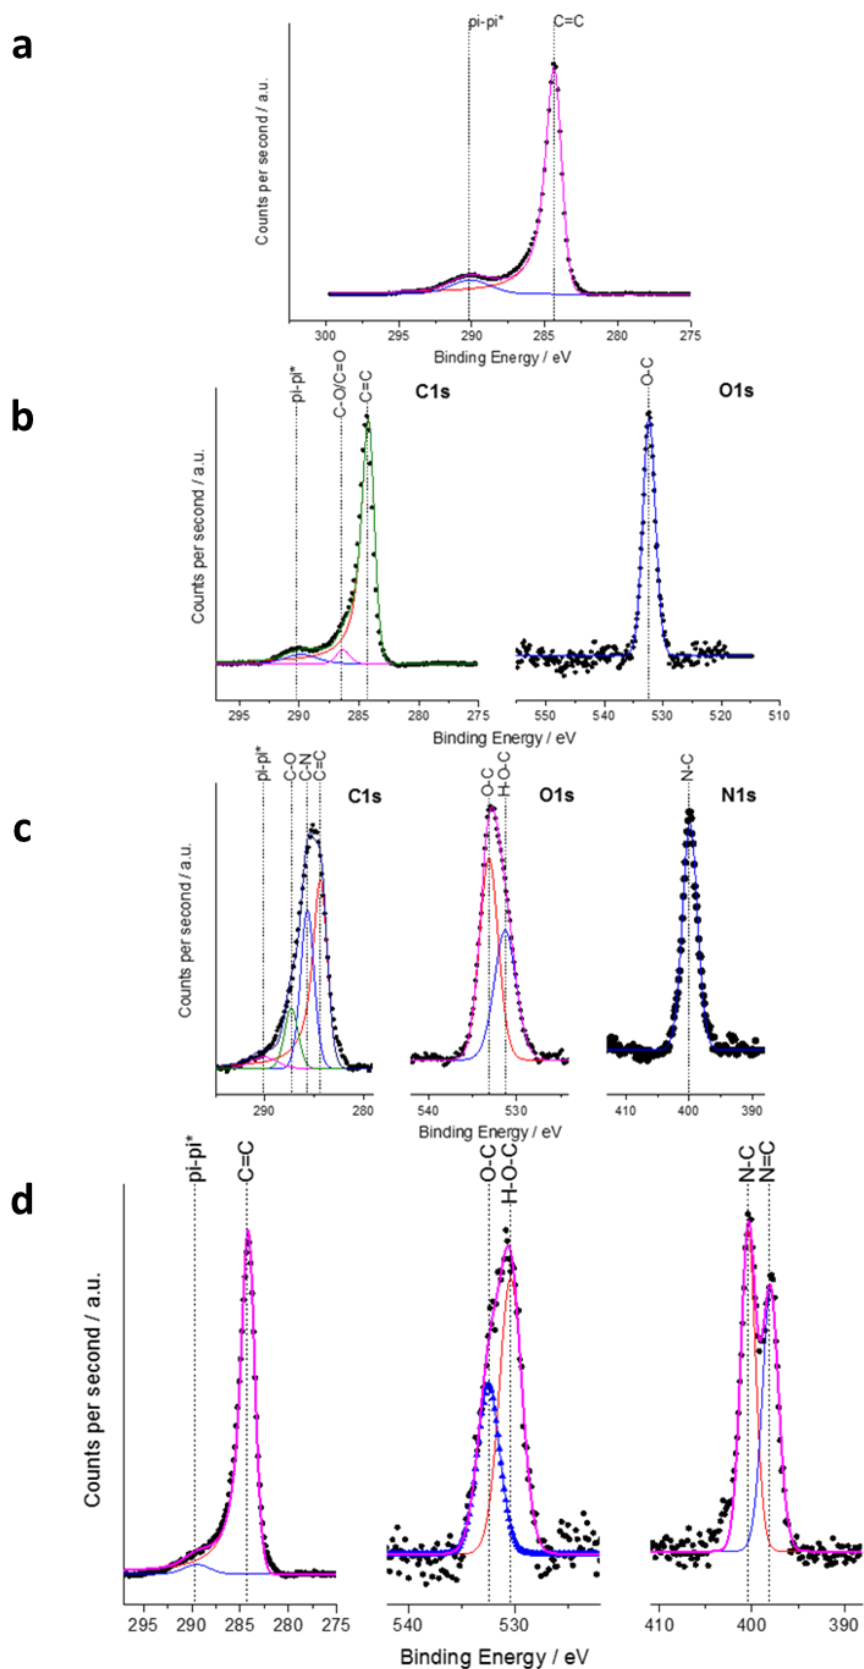 a
pi-pi*
C=C
Counts per second / a.u.
300 295 290 285 280 275
Binding Energy / eV
b
pi-pi*
C-O/C=O
C=C
C1s
O-C
O1s
Counts per second / a.u.
295 290 285 280 275
550 540 530 520 510
Binding Energy / eV
c
pi-pi*
C-O
C-N
C=C
C1s
O-C
H-O-C
O1s
N-C
N1s
Counts per second / a.u.
290 280
540 530
410 400 390
Binding Energy / eV
d
pi-pi*
C=C
O-C
H-O-C
N-C
N=C
Counts per second / a.u.
295 290 285 280 275
540 530
410 400 390
Binding Energy / eV